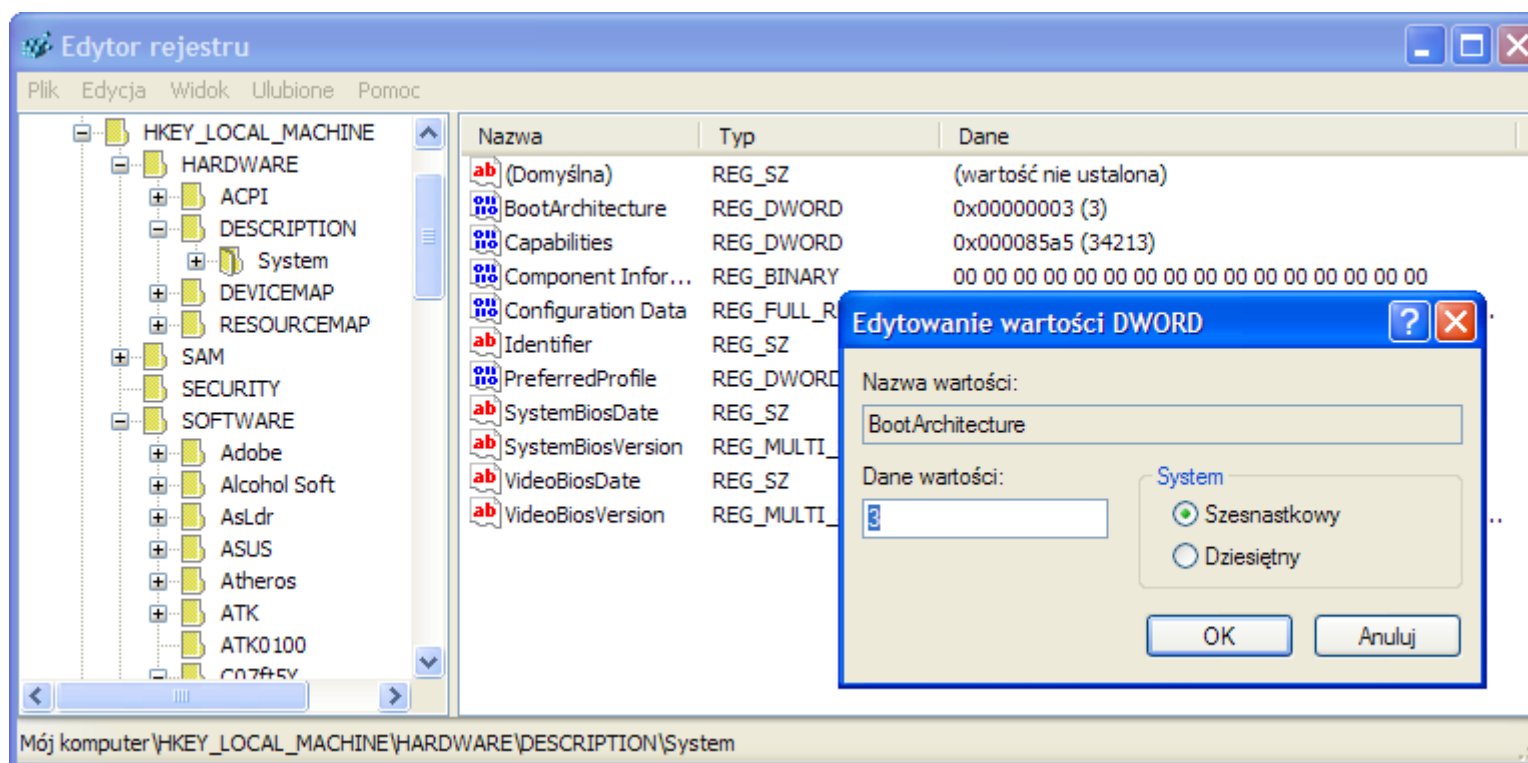 Edytor rejestru
Plik Edycja Widok Ulubione Pomoc
HKEY_LOCAL_MACHINE
HARDWARE
ACPI
DESCRIPTION
System
DEVICEMAP
RESOURCEMAP
SAM
SECURITY
SOFTWARE
Adobe
Alcohol Soft
AsLdr
ASUS
Atheros
ATK
ATK0100
C07ft5Y
Nazwa Typ Dane
(Domyślna) REG_SZ (wartość nie ustalona)
BootArchitecture REG_DWORD 0x00000003 (3)
Capabilities REG_DWORD 0x000085a5 (34213)
Component Infor... REG_BINARY 00 00 00 00 00 00 00 00 00 00 00 00 00 00 00 00
Configuration Data REG_FULL_R
Identifier REG_SZ
PreferredProfile REG_DWORD
SystemBiosDate REG_SZ
SystemBiosVersion REG_MULTI_
VideoBiosDate REG_SZ
VideoBiosVersion REG_MULTI_
Edytowanie wartości DWORD
Nazwa wartości:
BootArchitecture
Dane wartości:
3
System
Szesnastkowy
Dziesiętny
OK Anuluj
Mój komputer\HKEY_LOCAL_MACHINE\HARDWARE\DESCRIPTION\System